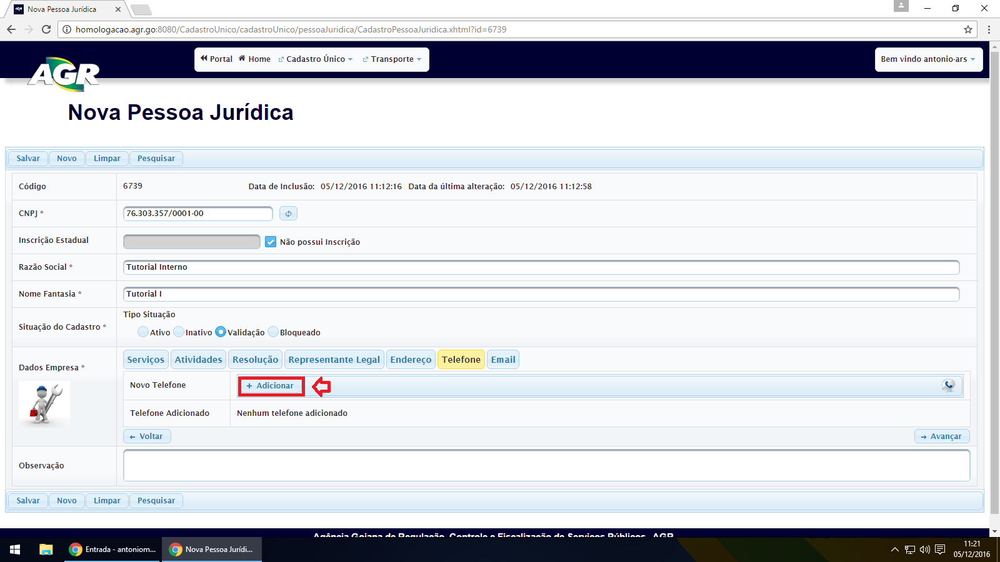 Nova Pessoa Jurídica
homologacao.agr.go:8080/CadastroUnico/cadastroUnico/pessoaJuridica/CadastroPessoaJuridica.xhtml?id=6739
AGR
Portal Home Cadastro Único Transporte
Bem vindo antonio-ars
Nova Pessoa Jurídica
Salvar Novo Limpar Pesquisar
Código 6739 Data de Inclusão: 05/12/2016 11:12:16 Data da última alteração: 05/12/2016 11:12:58
CNPJ * 76.303.357/0001-00
Inscrição Estadual Não possui Inscrição
Razão Social * Tutorial Interno
Nome Fantasia * Tutorial I
Tipo Situação
Situação do Cadastro * Ativo Inativo Validação Bloqueado
Serviços Atividades Resolução Representante Legal Endereço Telefone Email
Dados Empresa *
Novo Telefone + Adicionar
Telefone Adicionado Nenhum telefone adicionado
← Voltar → Avançar
Observação
Salvar Novo Limpar Pesquisar
Agência Goiana de Regulação, Controle e Fiscalização de Serviços Públicos - AGR
Entrada - antoniom... Nova Pessoa Jurídi...
11:21
05/12/2016